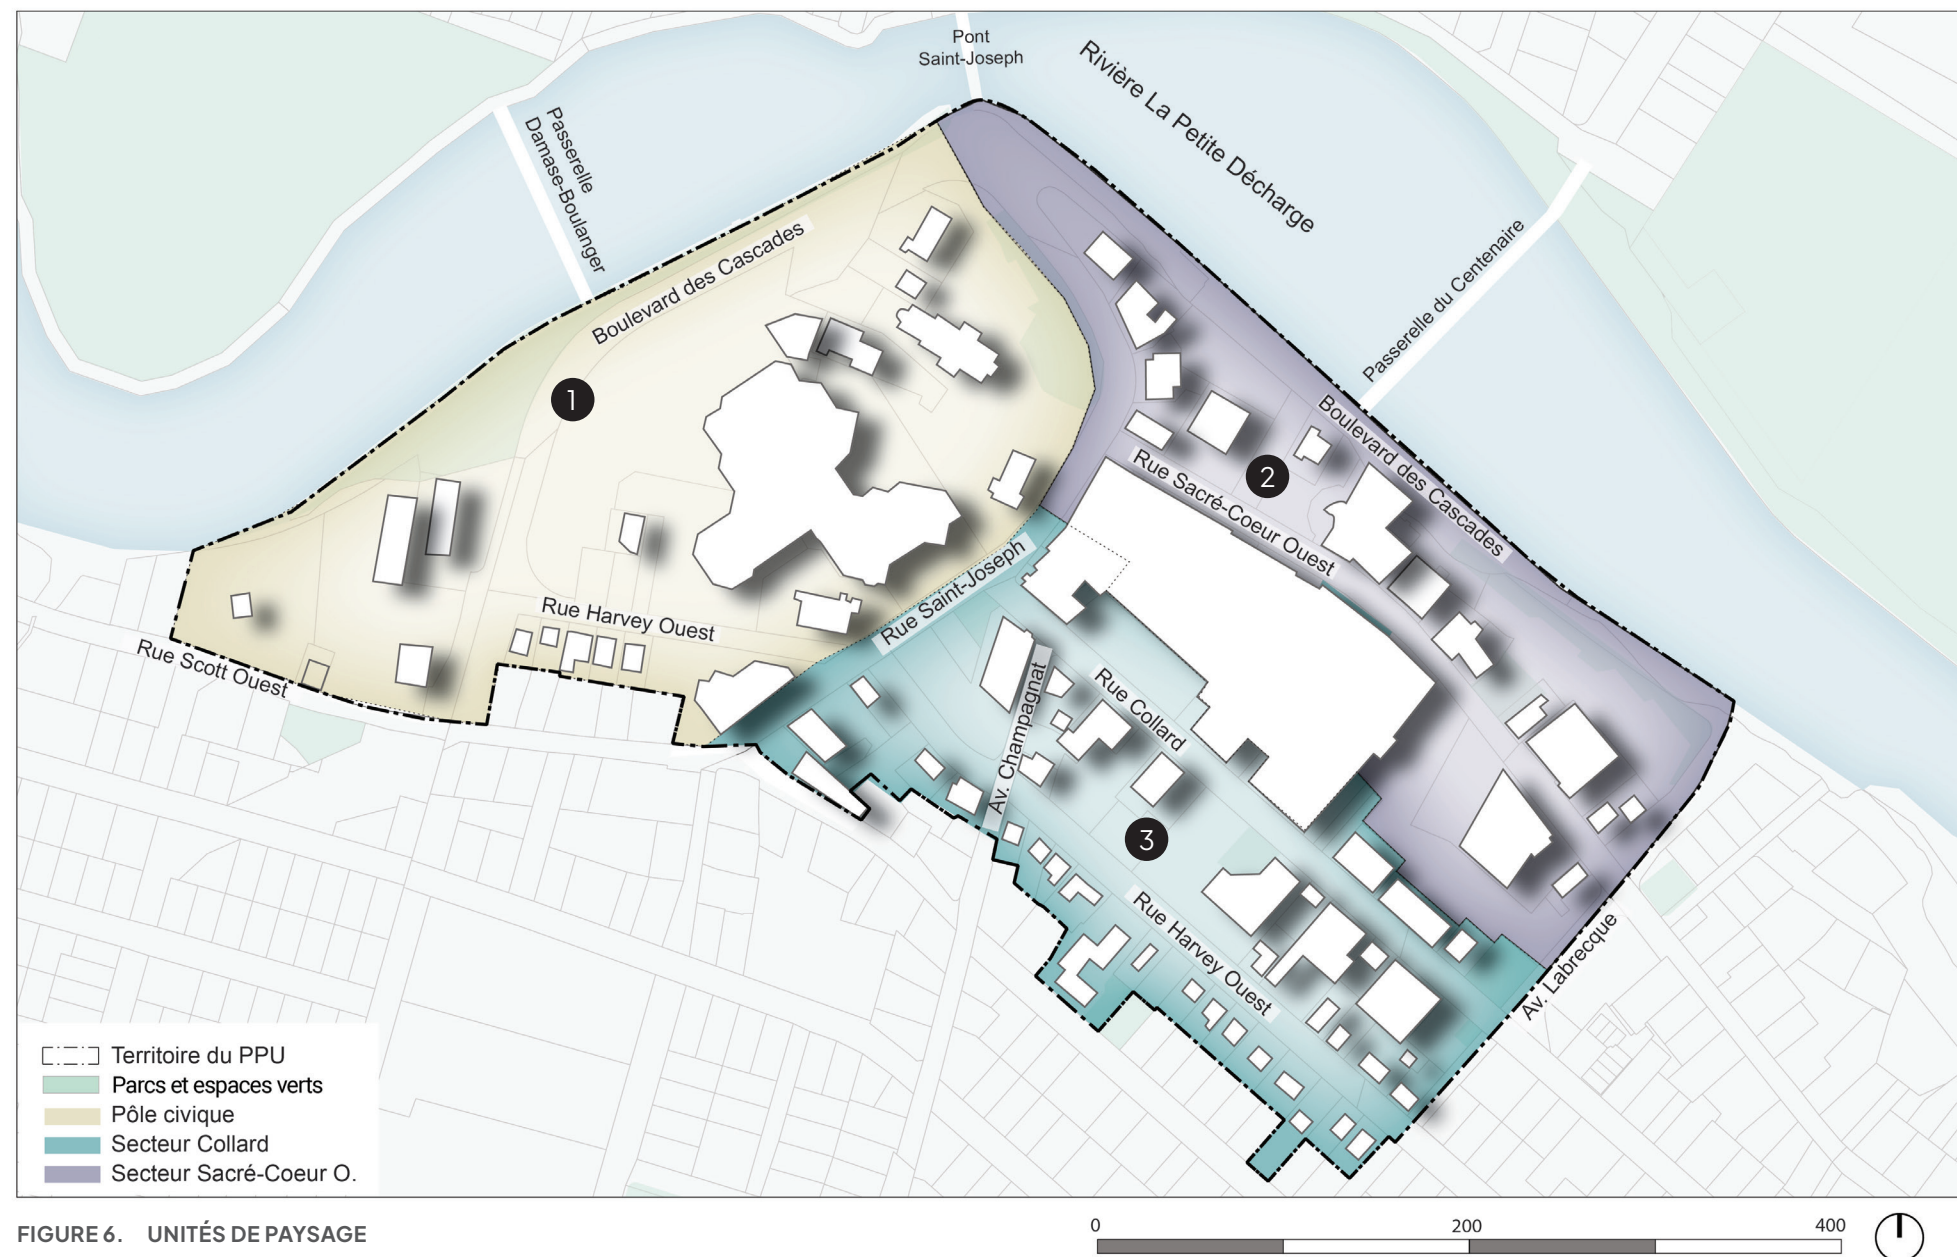 Pont
Saint-Joseph
Rivière La Petite Décharge
Passerelle
Damase-Boulanger
Boulevard des Cascades
Passerelle du Centenaire
1
Boulevard des Cascades
2
Rue Sacré-Coeur Ouest
Rue Saint-Joseph
Rue Harvey Ouest
Rue Scott Ouest
Av. Champagnat
Rue Collard
3
Rue Harvey Ouest
Av. Labrecque
Territoire du PPU
Parcs et espaces verts
Pôle civique
Secteur Collard
Secteur Sacré-Coeur O.
FIGURE 6. UNITÉS DE PAYSAGE
0 200 400